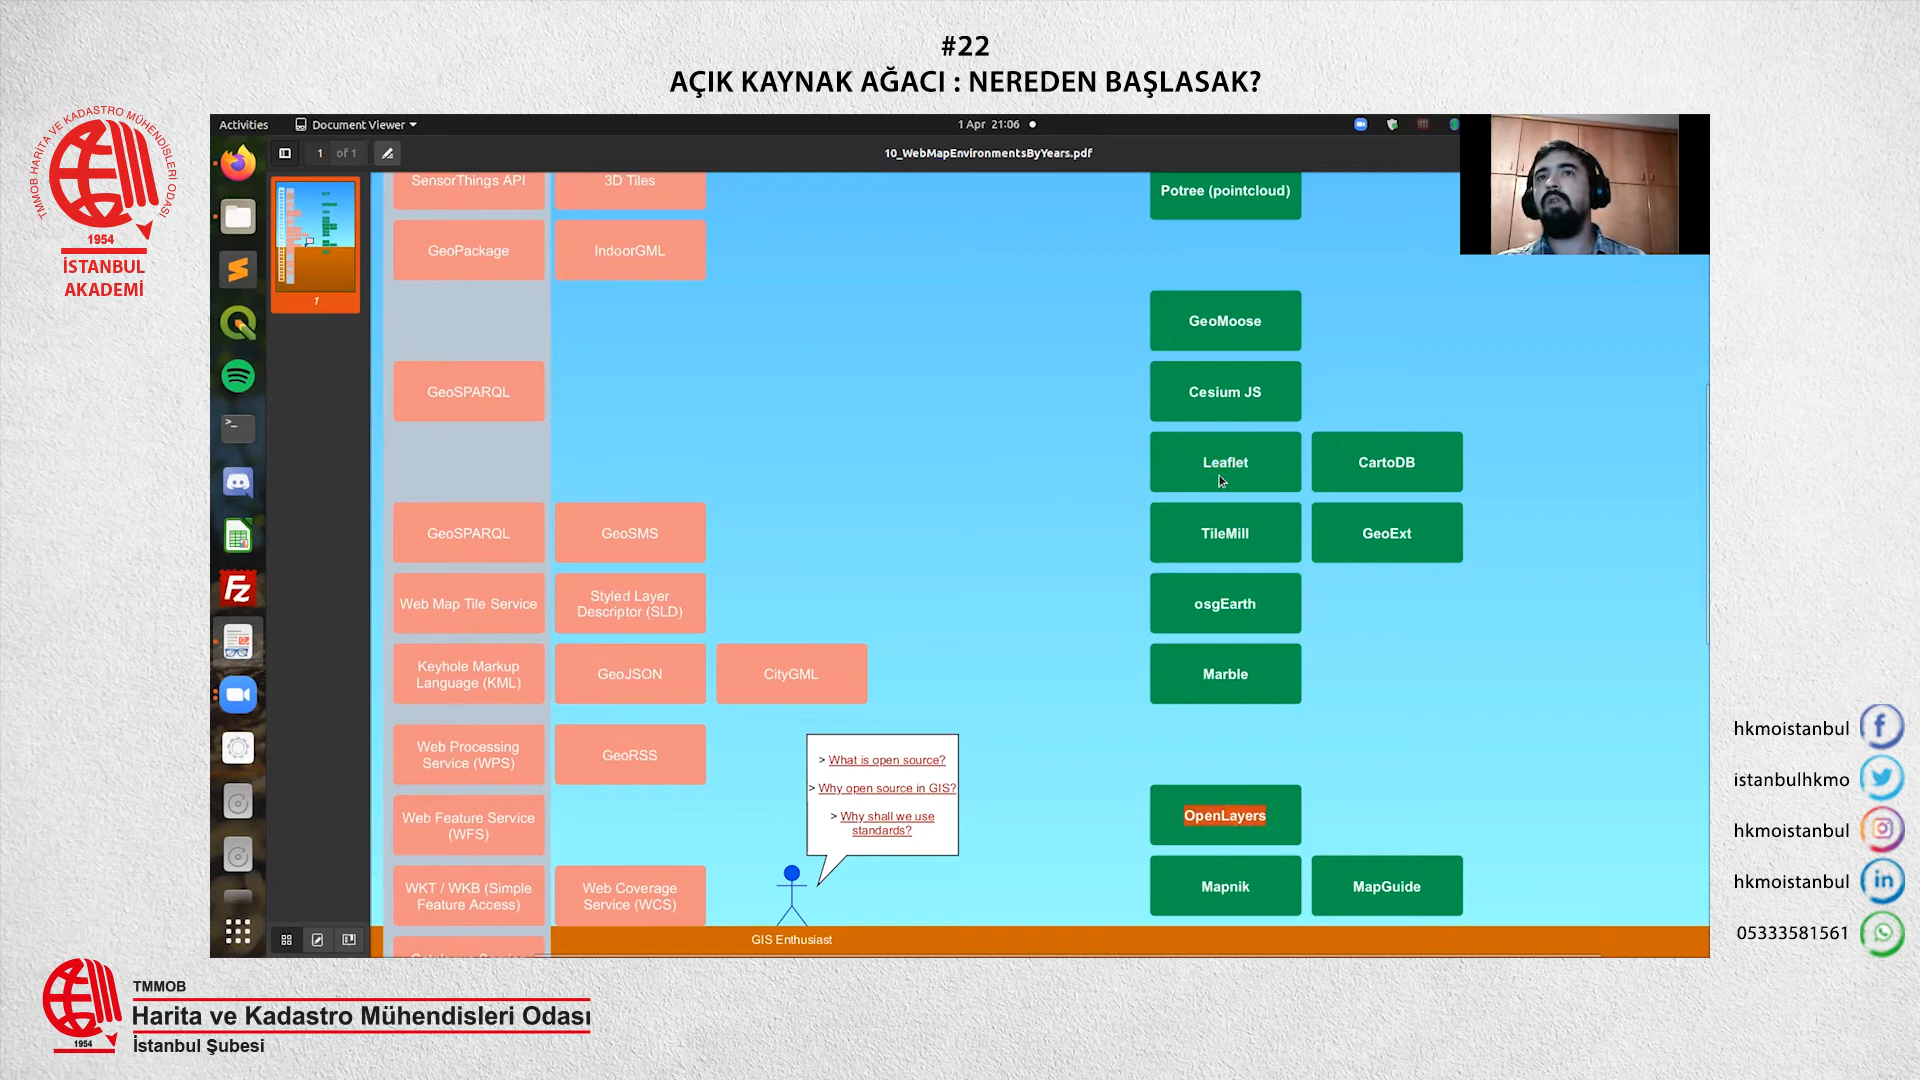 #22
AÇIK KAYNAK AĞACI : NEREDEN BAŞLASAK?
TMMOB HARİTA VE KADASTRO MÜHENDİSLERİ ODASI
1954
İSTANBUL
AKADEMİ
Activities
Document Viewer
1 Apr 21:06
1 of 1
10_WebMapEnvironmentsByYears.pdf
1
SensorThings API
3D Tiles
Potree (pointcloud)
GeoPackage
IndoorGML
GeoMoose
GeoSPARQL
Cesium JS
Leaflet
CartoDB
GeoSPARQL
GeoSMS
TileMill
GeoExt
Web Map Tile Service
Styled Layer
Descriptor (SLD)
osgEarth
Keyhole Markup
Language (KML)
GeoJSON
CityGML
Marble
Web Processing
Service (WPS)
GeoRSS
> What is open source?
> Why open source in GIS?
> Why shall we use
standards?
Web Feature Service
(WFS)
OpenLayers
WKT / WKB (Simple
Feature Access)
Web Coverage
Service (WCS)
Mapnik
MapGuide
GIS Enthusiast
hkmoistanbul
istanbulhkmo
hkmoistanbul
hkmoistanbul
05333581561
TMMOB
Harita ve Kadastro Mühendisleri Odası
İstanbul Şubesi
1954